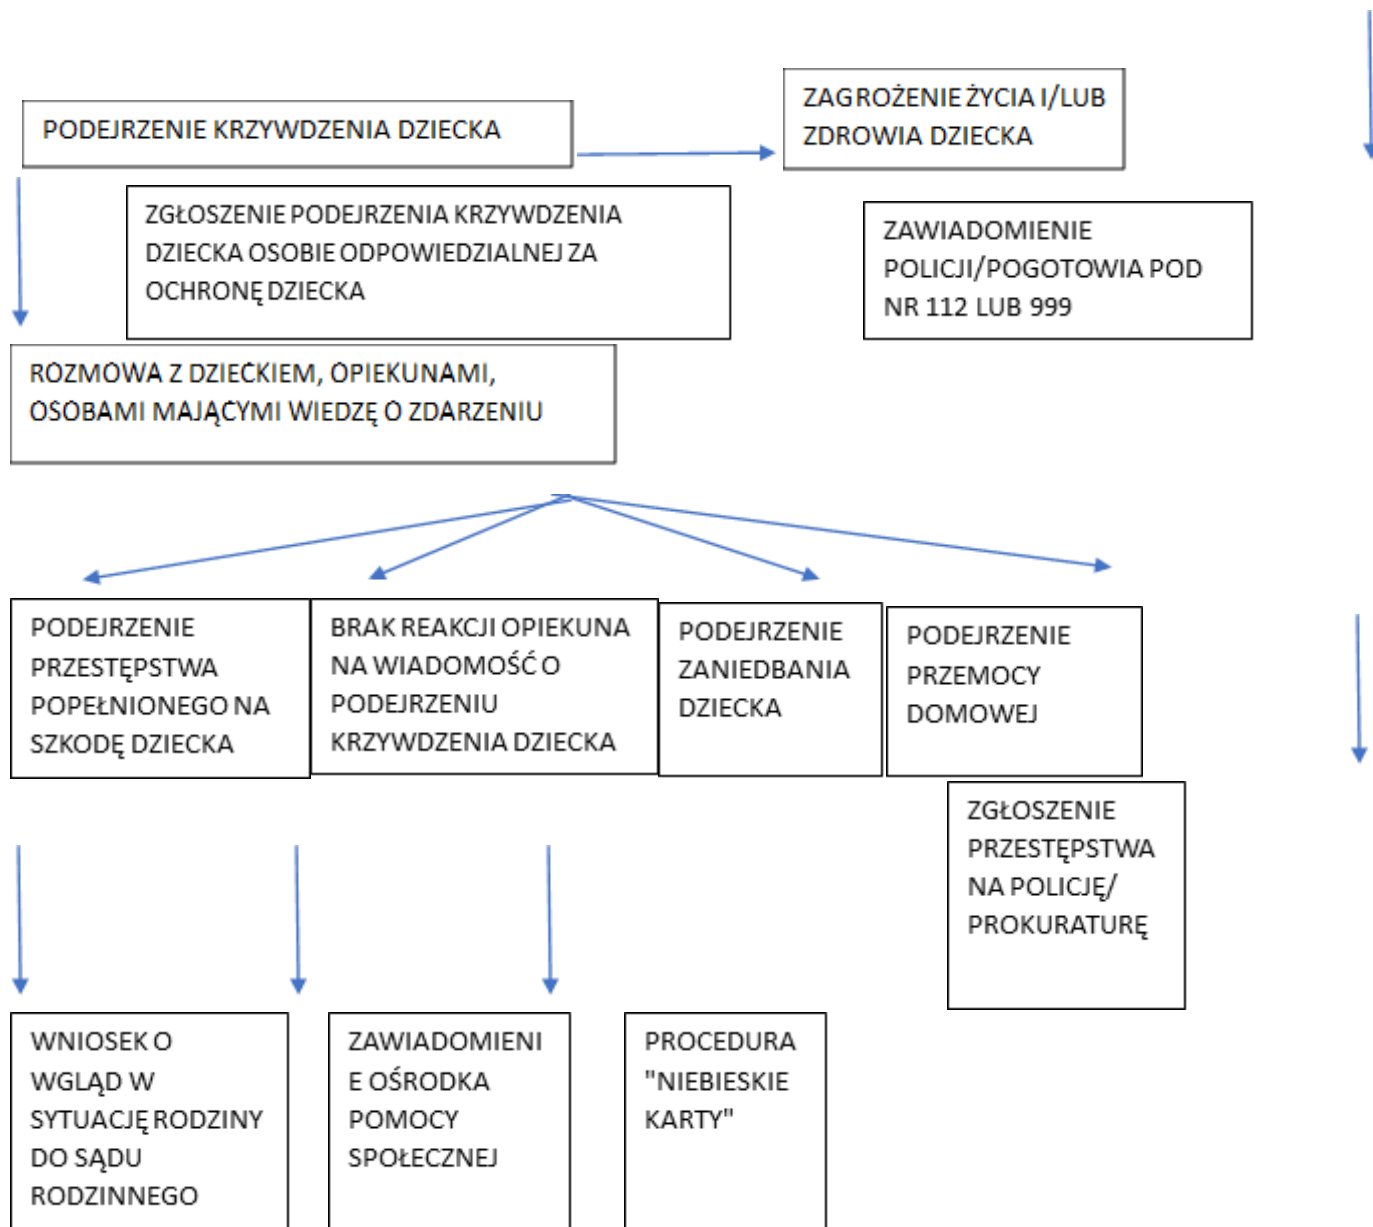 PODEJRZENIE KRZYWDZENIA DZIECKA
ZAGROŻENIE ŻYCIA I/LUB
ZDROWIA DZIECKA
ZGŁOSZENIE PODEJRZENIA KRZYWDZENIA
DZIECKA OSOBIE ODPOWIEDZIALNEJ ZA
OCHRONĘ DZIECKA
ZAWIADOMIENIE
POLICJI/POGOTOWIA POD
NR 112 LUB 999
ROZMOWA Z DZIECKIEM, OPIEKUNAMI,
OSOBAMI MAJĄCYMI WIEDZĘ O ZDARZENIU
PODEJRZENIE
PRZESTĘPSTWA
POPEŁNIONEGO NA
SZKODĘ DZIECKA
BRAK REAKCJI OPIEKUNA
NA WIADOMOŚĆ O
PODEJRZENIU
KRZYWDZENIA DZIECKA
PODEJRZENIE
ZANIEDBANIA
DZIECKA
PODEJRZENIE
PRZEMOCY
DOMOWEJ
ZGŁOSZENIE
PRZESTĘPSTWA
NA POLICJĘ/
PROKURATURĘ
WNIOSEK O
WGLĄD W
SYTUACJĘ RODZINY
DO SĄDU
RODZINNEGO
ZAWIADOMIENI
E OŚRODKA
POMOCY
SPOŁECZNEJ
PROCEDURA
"NIEBIESKIE
KARTY"